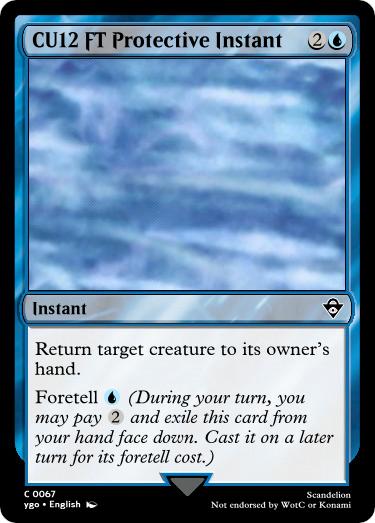 CU12 FT Protective Instant 2
Instant
Return target creature to its owner's
hand.
Foretell (During your turn, you
may pay 2 and exile this card from
your hand face down. Cast it on a later
turn for its foretell cost.)
C 0067
ygo • English
Scandelion
Not endorsed by WotC or Konami